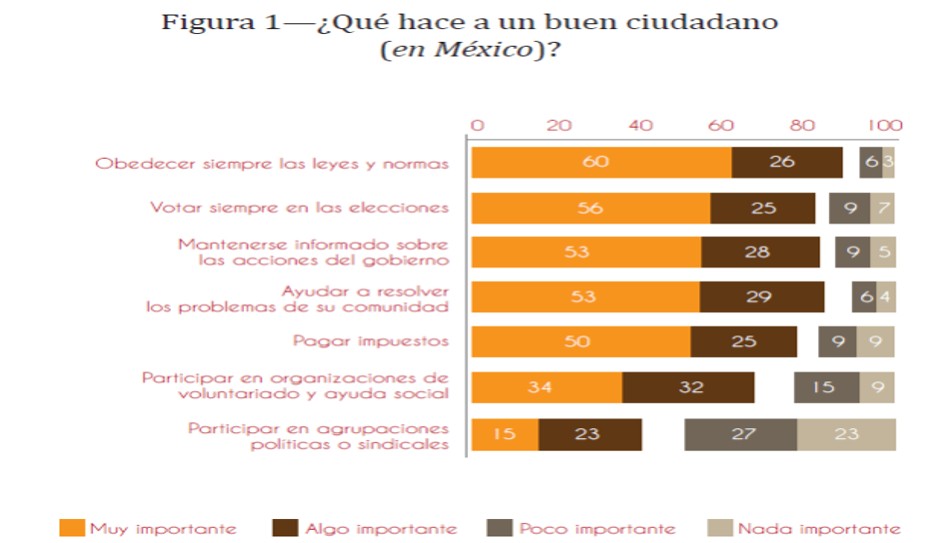 Figura 1—¿Qué hace a un buen ciudadano
(en México)?
0 20 40 60 80 100
Obedecer siempre las leyes y normas 60 26 6 3
Votar siempre en las elecciones 56 25 9 7
Mantenerse informado sobre
las acciones del gobierno 53 28 9 5
Ayudar a resolver
los problemas de su comunidad 53 29 6 4
Pagar impuestos 50 25 9 9
Participar en organizaciones de
voluntariado y ayuda social 34 32 15 9
Participar en agrupaciones
políticas o sindicales 15 23 27 23
Muy importante Algo importante Poco importante Nada importante